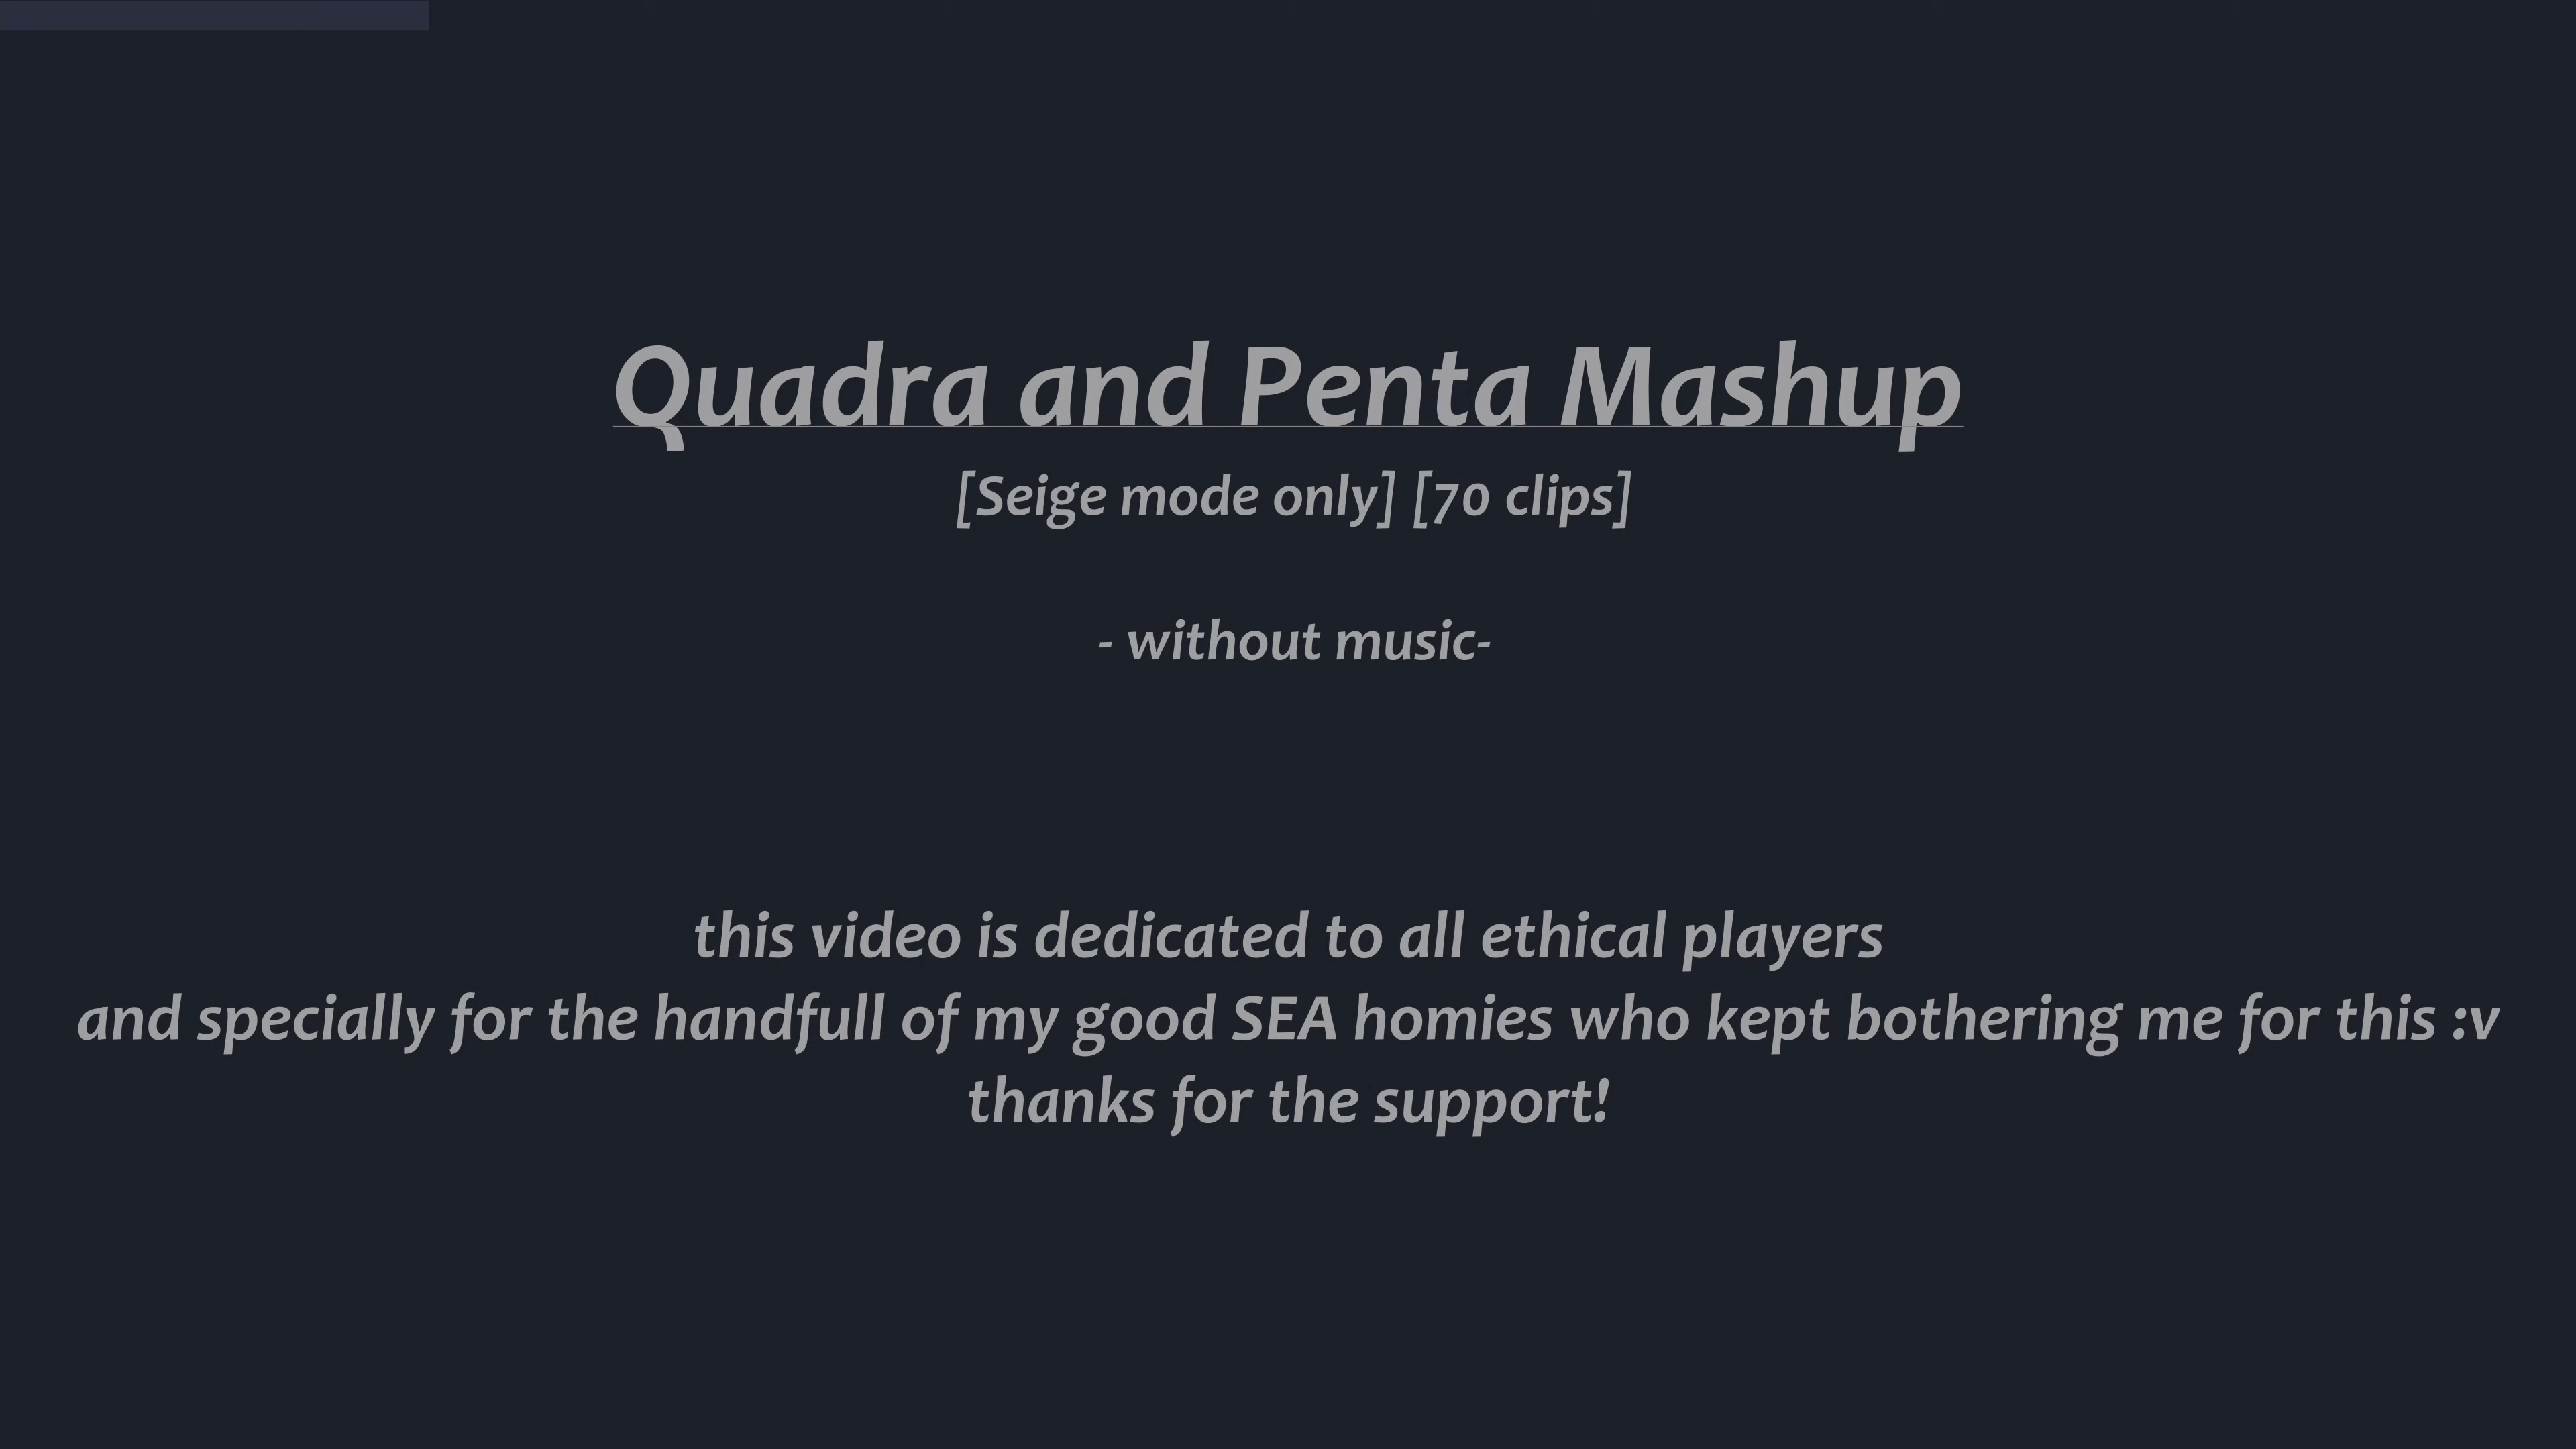 Quadra and Penta Mashup
[Seige mode only] [70 clips]
- without music-
this video is dedicated to all ethical players
and specially for the handfull of my good SEA homies who kept bothering me for this :v
thanks for the support!